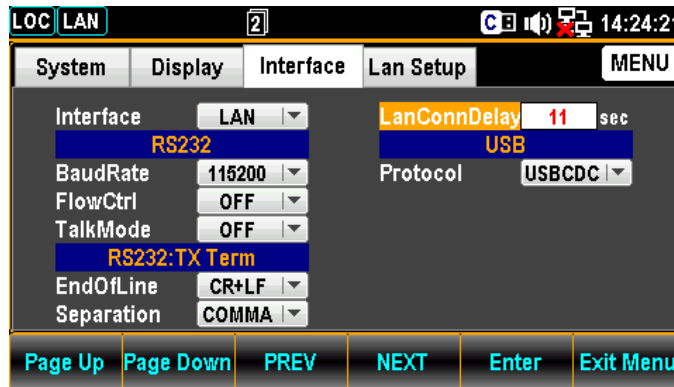 LOC LAN 2 C 14:24:21
System Display Interface Lan Setup MENU
Interface LAN
RS232
BaudRate 115200
FlowCtrl OFF
TalkMode OFF
RS232:TX Term
EndOfLine CR+LF
Separation COMMA
LanConnDelay 11 sec
USB
Protocol USBCDC
Page Up Page Down PREV NEXT Enter Exit Menu